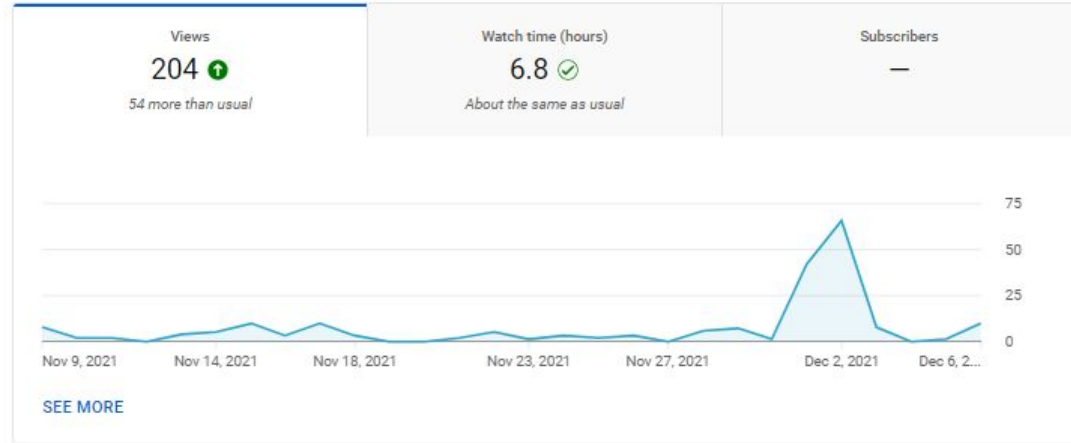 Views
204
54 more than usual
Watch time (hours)
6.8
About the same as usual
Subscribers
—
75
50
25
0
Nov 9, 2021 Nov 14, 2021 Nov 18, 2021 Nov 23, 2021 Nov 27, 2021 Dec 2, 2021 Dec 6, 2...
SEE MORE